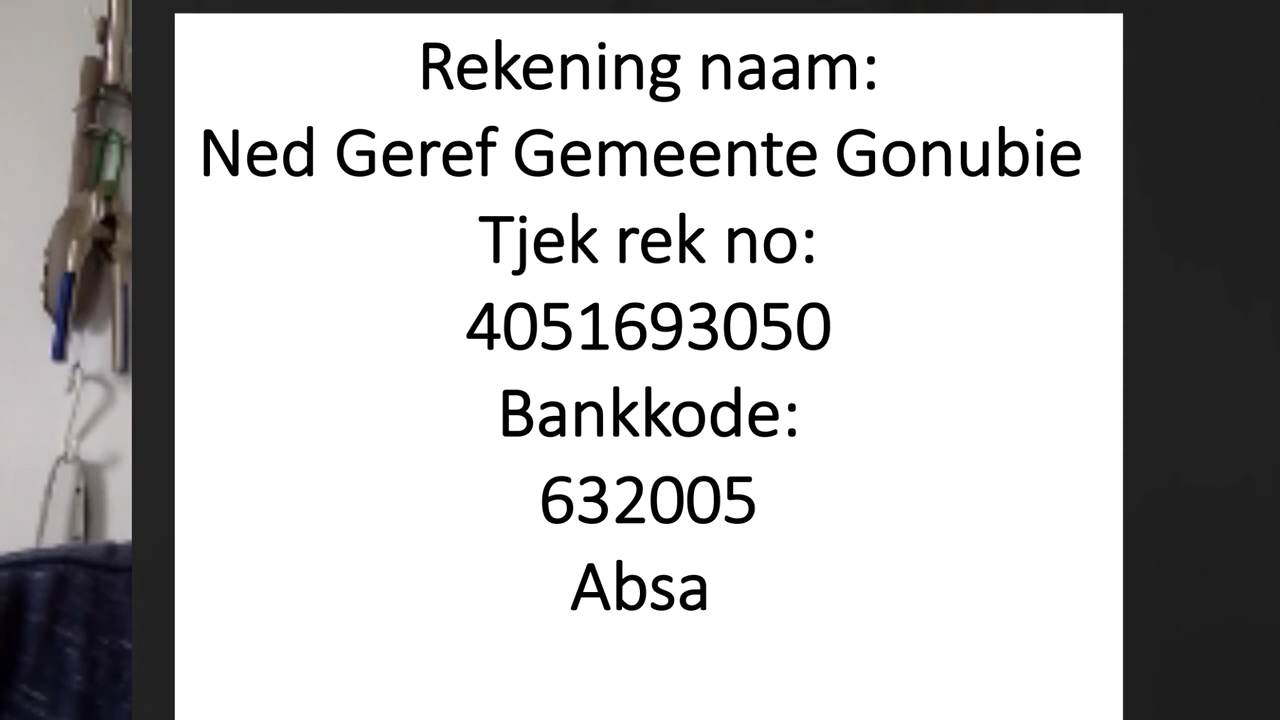 Rekening naam:
Ned Geref Gemeente Gonubie
Tjek rek no:
4051693050
Bankkode:
632005
Absa